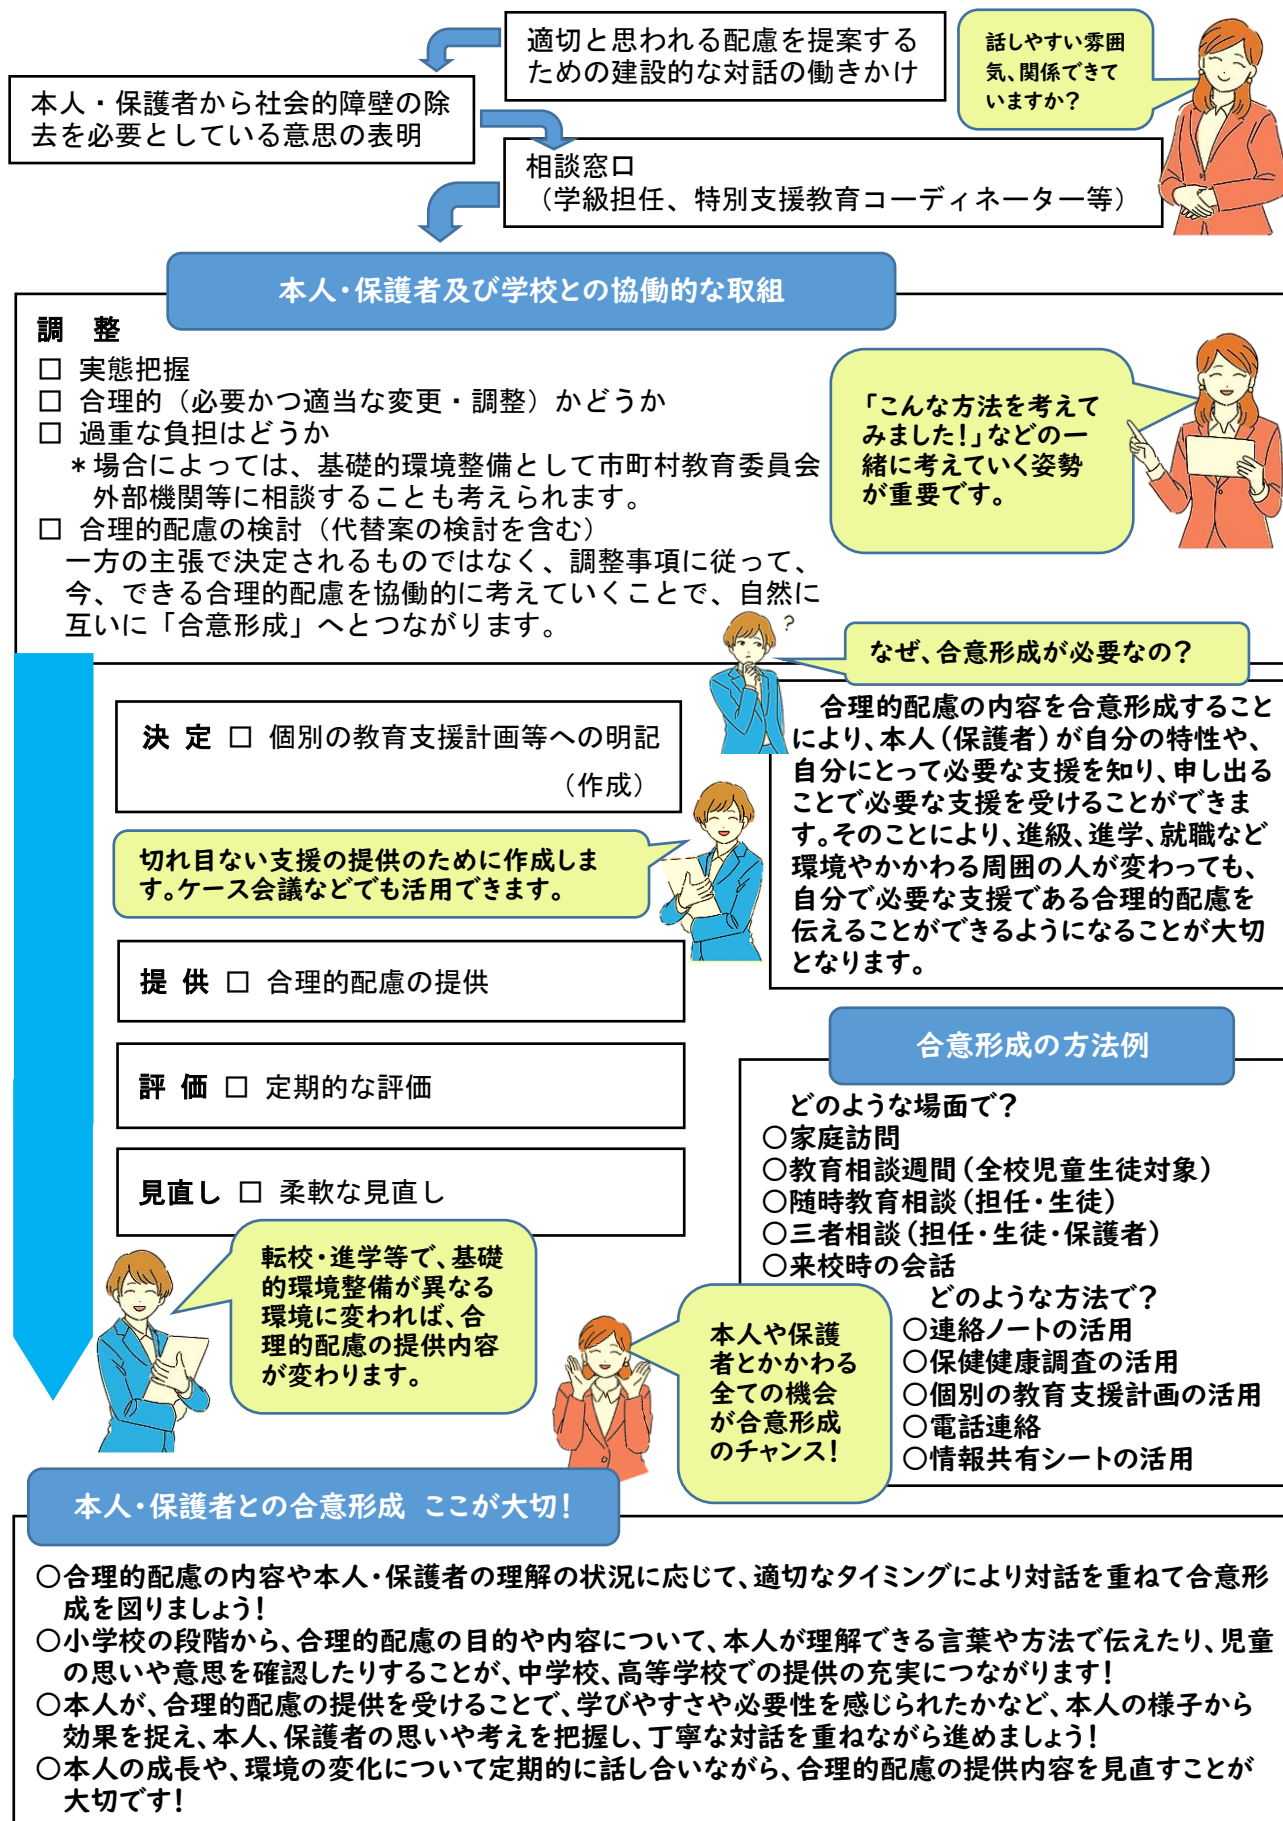 適切と思われる配慮を提案する
ための建設的な対話の働きかけ
話しやすい雰囲
気、関係できて
いますか?
本人・保護者から社会的障壁の除
去を必要としている意思の表明
相談窓口
(学級担任、特別支援教育コーディネーター等)
本人・保護者及び学校との協働的な取組
調 整
□ 実態把握
□ 合理的(必要かつ適当な変更・調整)かどうか
□ 過重な負担はどうか
*場合によっては、基礎的環境整備として市町村教育委員会
外部機関等に相談することも考えられます。
□ 合理的配慮の検討(代替案の検討を含む)
一方の主張で決定されるものではなく、調整事項に従って、
今、できる合理的配慮を協働的に考えていくことで、自然に
互いに「合意形成」へとつながります。
「こんな方法を考えて
みました!」などの一
緒に考えていく姿勢
が重要です。
?
なぜ、合意形成が必要なの?
合理的配慮の内容を合意形成すること
により、本人(保護者)が自分の特性や、
自分にとって必要な支援を知り、申し出る
ことで必要な支援を受けることができま
す。そのことにより、進級、進学、就職など
環境やかかわる周囲の人が変わっても、
自分で必要な支援である合理的配慮を
伝えることができるようになることが大切
となります。
決 定 □ 個別の教育支援計画等への明記
(作成)
切れ目ない支援の提供のために作成しま
す。ケース会議などでも活用できます。
提 供 □ 合理的配慮の提供
評 価 □ 定期的な評価
見直し □ 柔軟な見直し
転校・進学等で、基礎
的環境整備が異なる
環境に変われば、合
理的配慮の提供内容
が変わります。
合意形成の方法例
どのような場面で?
○家庭訪問
○教育相談週間(全校児童生徒対象)
○随時教育相談(担任・生徒)
○三者相談(担任・生徒・保護者)
○来校時の会話
どのような方法で?
○連絡ノートの活用
○保健健康調査の活用
○個別の教育支援計画の活用
○電話連絡
○情報共有シートの活用
本人や保護
者とかかわる
全ての機会
が合意形成
のチャンス!
本人・保護者との合意形成 ここが大切!
○合理的配慮の内容や本人・保護者の理解の状況に応じて、適切なタイミングにより対話を重ねて合意形
成を図りましょう!
○小学校の段階から、合理的配慮の目的や内容について、本人が理解できる言葉や方法で伝えたり、児童
の思いや意思を確認したりすることが、中学校、高等学校での提供の充実につながります!
○本人が、合理的配慮の提供を受けることで、学びやすさや必要性を感じられたかなど、本人の様子から
効果を捉え、本人、保護者の思いや考えを把握し、丁寧な対話を重ねながら進めましょう!
○本人の成長や、環境の変化について定期的に話し合いながら、合理的配慮の提供内容を見直すことが
大切です!